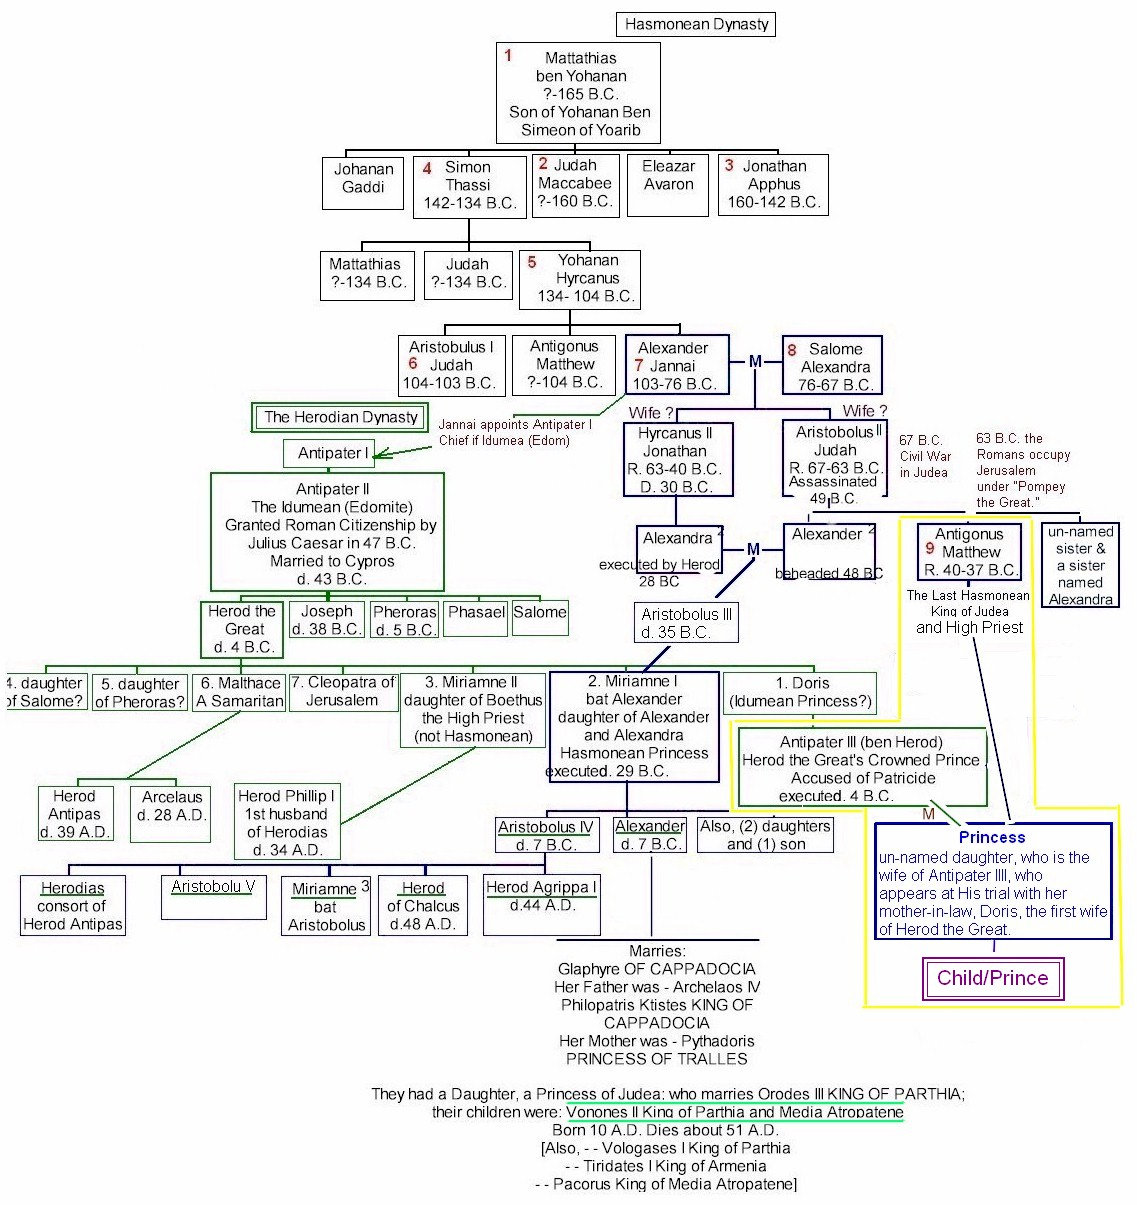 Hasmonean Dynasty
1 Mattathias
ben Yohanan
?-165 B.C.
Son of Yohanan Ben
Simeon of Yoarib
Johanan
Gaddi
4 Simon
Thassi
142-134 B.C.
2 Judah
Maccabee
?-160 B.C.
Eleazar
Avaron
3 Jonathan
Apphus
160-142 B.C.
Mattathias
?-134 B.C.
Judah
?-134 B.C.
5 Yohanan
Hyrcanus
134- 104 B.C.
Aristobulus I
6 Judah
104-103 B.C.
Antigonus
Matthew
?-104 B.C.
Alexander
7 Jannai
103-76 B.C.
M
8 Salome
Alexandra
76-67 B.C.
The Herodian Dynasty
Jannai appoints Antipater I
Chief if Idumea (Edom)
Wife ?
Wife ?
Antipater I
Hyrcanus II
Jonathan
R. 63-40 B.C.
D. 30 B.C.
Aristobolus II
Judah
R. 67-63 B.C.
Assassinated
49 B.C.
67 B.C.
Civil War
in Judea
63 B.C. the
Romans occupy
Jerusalem
under "Pompey
the Great."
Antipater II
The Idumean (Edomite)
Granted Roman Citizenship by
Julius Caesar in 47 B.C.
Married to Cypros
d. 43 B.C.
Alexandra 2
executed by Herod
28 BC
M
Alexander 2
beheaded 48 BC
Antigonus
9 Matthew
R. 40-37 B.C.
un-named
sister &
a sister
named
Alexandra
The Last Hasmonean
King of Judea
and High Priest
Herod the
Great
d. 4 B.C.
Joseph
d. 38 B.C.
Pheroras
d. 5 B.C.
Phasael
Salome
Aristobolus III
d. 35 B.C.
4. daughter
of Salome?
5. daughter
of Pheroras?
6. Malthace
A Samaritan
7. Cleopatra of
Jerusalem
3. Miriamne II
daughter of Boethus
the High Priest
(not Hasmonean)
2. Miriamne I
bat Alexander
daughter of Alexander
and Alexandra
Hasmonean Princess
executed. 29 B.C.
1. Doris
(Idumean Princess?)
Antipater III (ben Herod)
Herod the Great's Crowned Prince
Accused of Patricide
executed. 4 B.C.
Herod
Antipas
d. 39 A.D.
Arcelaus
d. 28 A.D.
Herod Phillip I
1st husband
of Herodias
d. 34 A.D.
Aristobolus IV
d. 7 B.C.
Alexander
d. 7 B.C.
Also, (2) daughters
and (1) son
M
Princess
un-named daughter, who is the
wife of Antipater IIII, who
appears at His trial with her
mother-in-law, Doris, the first wife
of Herod the Great.
Herodias
consort of
Herod Antipas
Aristobolu V
Miriamne 3
bat
Aristobolus
Herod
of Chalcus
d.48 A.D.
Herod Agrippa I
d.44 A.D.
Child/Prince
Marries:
Glaphyre OF CAPPADOCIA
Her Father was - Archelaos IV
Philopatris Ktistes KING OF
CAPPADOCIA
Her Mother was - Pythadoris
PRINCESS OF TRALLES
They had a Daughter, a Princess of Judea: who marries Orodes III KING OF PARTHIA;
their children were: Vonones II King of Parthia and Media Atropatene
Born 10 A.D. Dies about 51 A.D.
[Also, - - Vologases I King of Parthia
- - Tiridates I King of Armenia
- - Pacorus King of Media Atropatene]